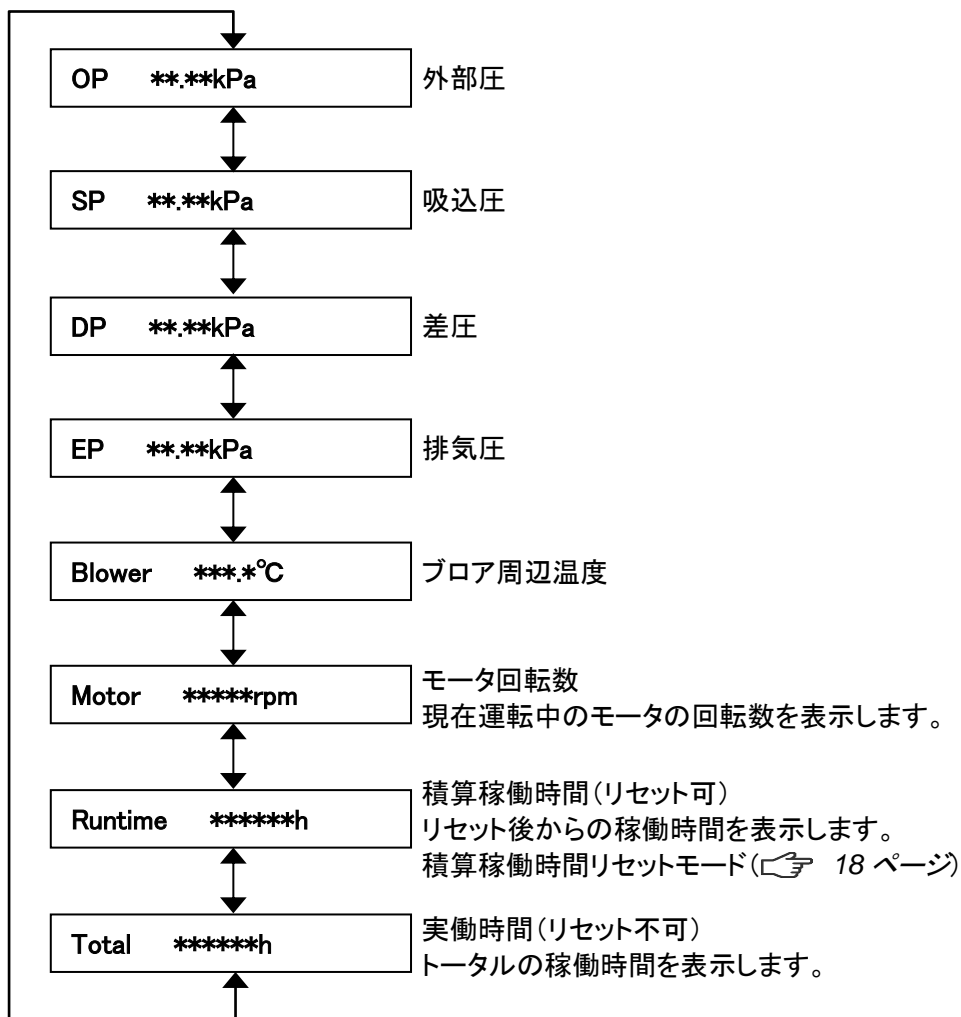 OP **.**kPa 外部圧
SP **.**kPa 吸込圧
DP **.**kPa 差圧
EP **.**kPa 排気圧
Blower ***.*℃ ブロア周辺温度
Motor *****rpm
モータ回転数
現在運転中のモータの回転数を表示します。
Runtime ******h
積算稼働時間(リセット可)
リセット後からの稼働時間を表示します。
積算稼働時間リセットモード(☞ 18 ページ)
Total ******h
実働時間(リセット不可)
トータルの稼働時間を表示します。